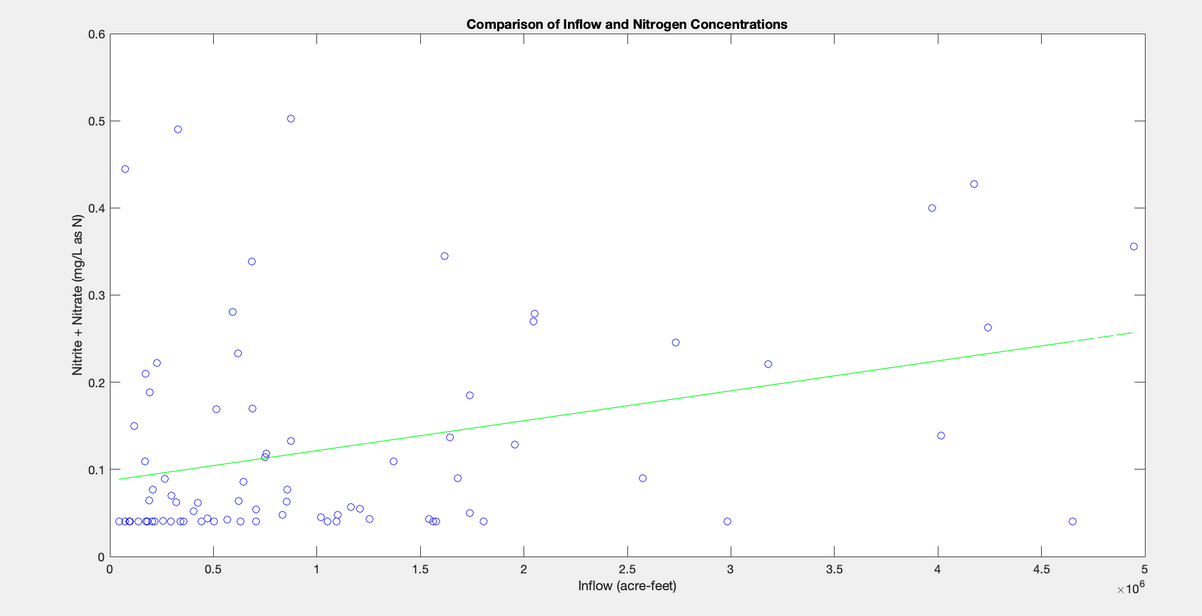 Comparison of Inflow and Nitrogen Concentrations
0.6
0.5
0.4
0.3
0.2
0.1
0
Nitrite + Nitrate (mg/L as N)
0 0.5 1 1.5 2 2.5 3 3.5 4 4.5 5
Inflow (acre-feet)
×10⁶